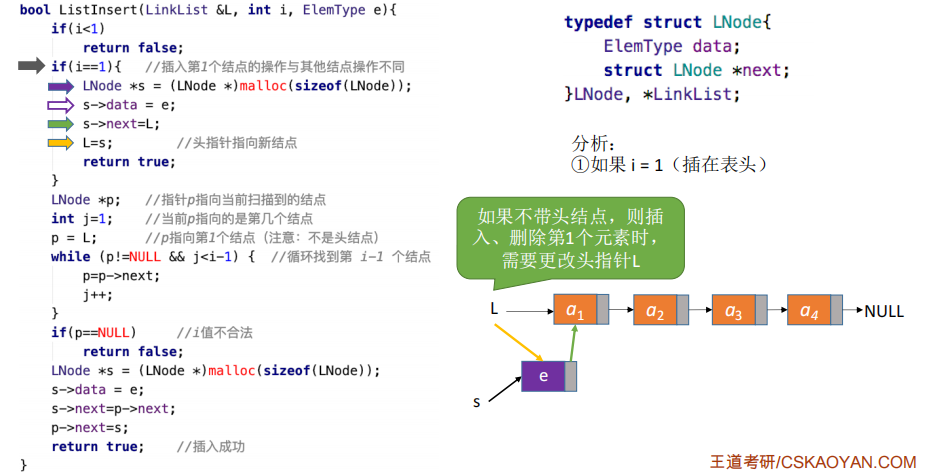 bool ListInsert(LinkList &L, int i, ElemType e){
if(i<1)
return false;
if(i==1){ //插入第1个结点的操作与其他结点操作不同
LNode *s = (LNode *)malloc(sizeof(LNode));
s->data = e;
s->next=L;
L=s; //头指针指向新结点
return true;
}
LNode *p; //指针p指向当前扫描到的结点
int j=1; //当前p指向的是第几个结点
p = L; //p指向第1个结点（注意：不是头结点）
while (p!=NULL && j<i-1) { //循环找到第 i-1 个结点
p=p->next;
j++;
}
if(p==NULL) //i值不合法
return false;
LNode *s = (LNode *)malloc(sizeof(LNode));
s->data = e;
s->next=p->next;
p->next=s;
return true; //插入成功
}
typedef struct LNode{
ElemType data;
struct LNode *next;
}LNode, *LinkList;
分析：
①如果 i = 1（插在表头）
如果不带头结点，则插
入、删除第1个元素时，
需要更改头指针L
L a1 a2 a3 a4 NULL
e
s
王道考研/CSKAOYAN.COM